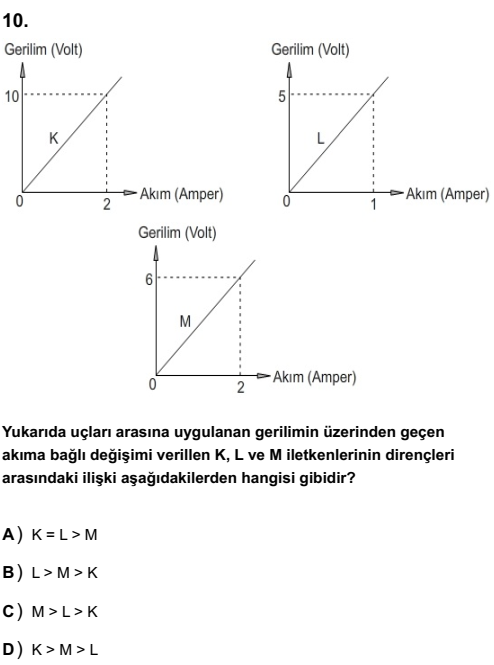 10.
Gerilim (Volt)
10
K
0
2
Akım (Amper)
Gerilim (Volt)
5
L
0
1
Akım (Amper)
Gerilim (Volt)
6
M
0
2
Akım (Amper)
Yukarıda uçları arasına uygulanan gerilimin üzerinden geçen
akıma bağlı değişimi verilen K, L ve M iletkenlerinin dirençleri
arasındaki ilişki aşağıdakilerden hangisi gibidir?
A) K = L > M
B) L > M > K
C) M > L > K
D) K > M > L